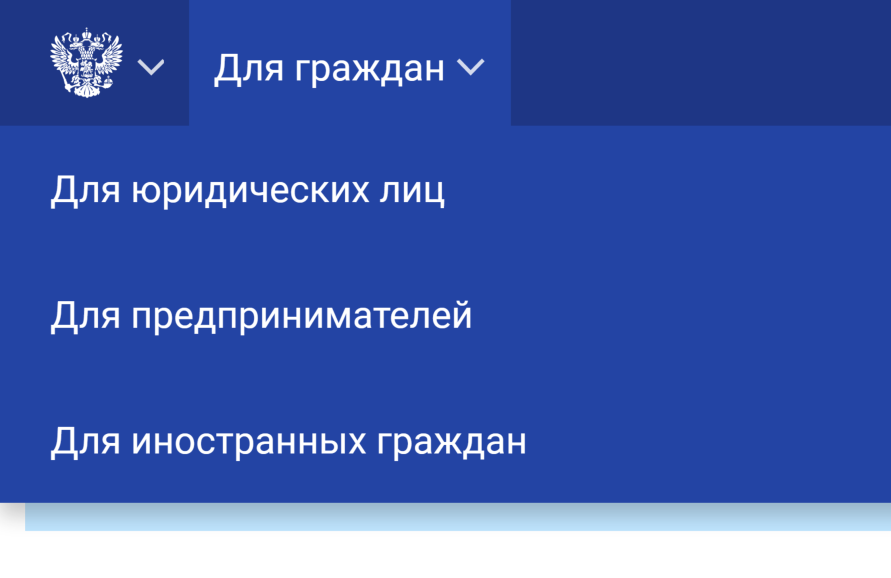 Для граждан
Для юридических лиц
Для предпринимателей
Для иностранных граждан